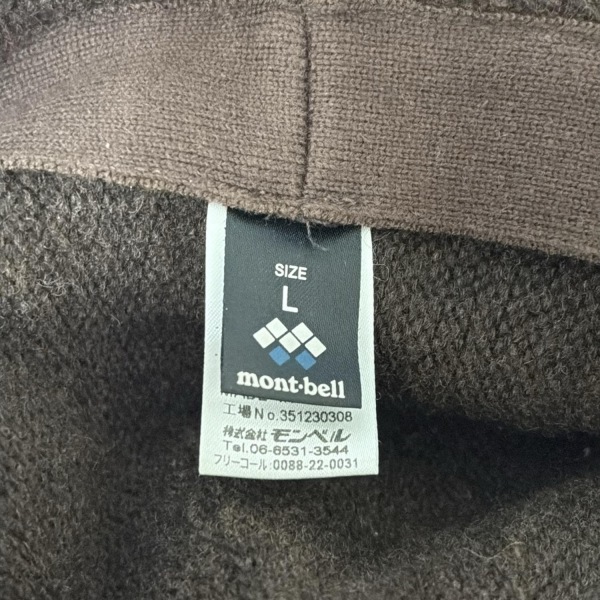 SIZE
L
mont-bell
工場No.351230308
株式会社 モンベル
Tel.06-6531-3544
フリーコール:0088-22-0031